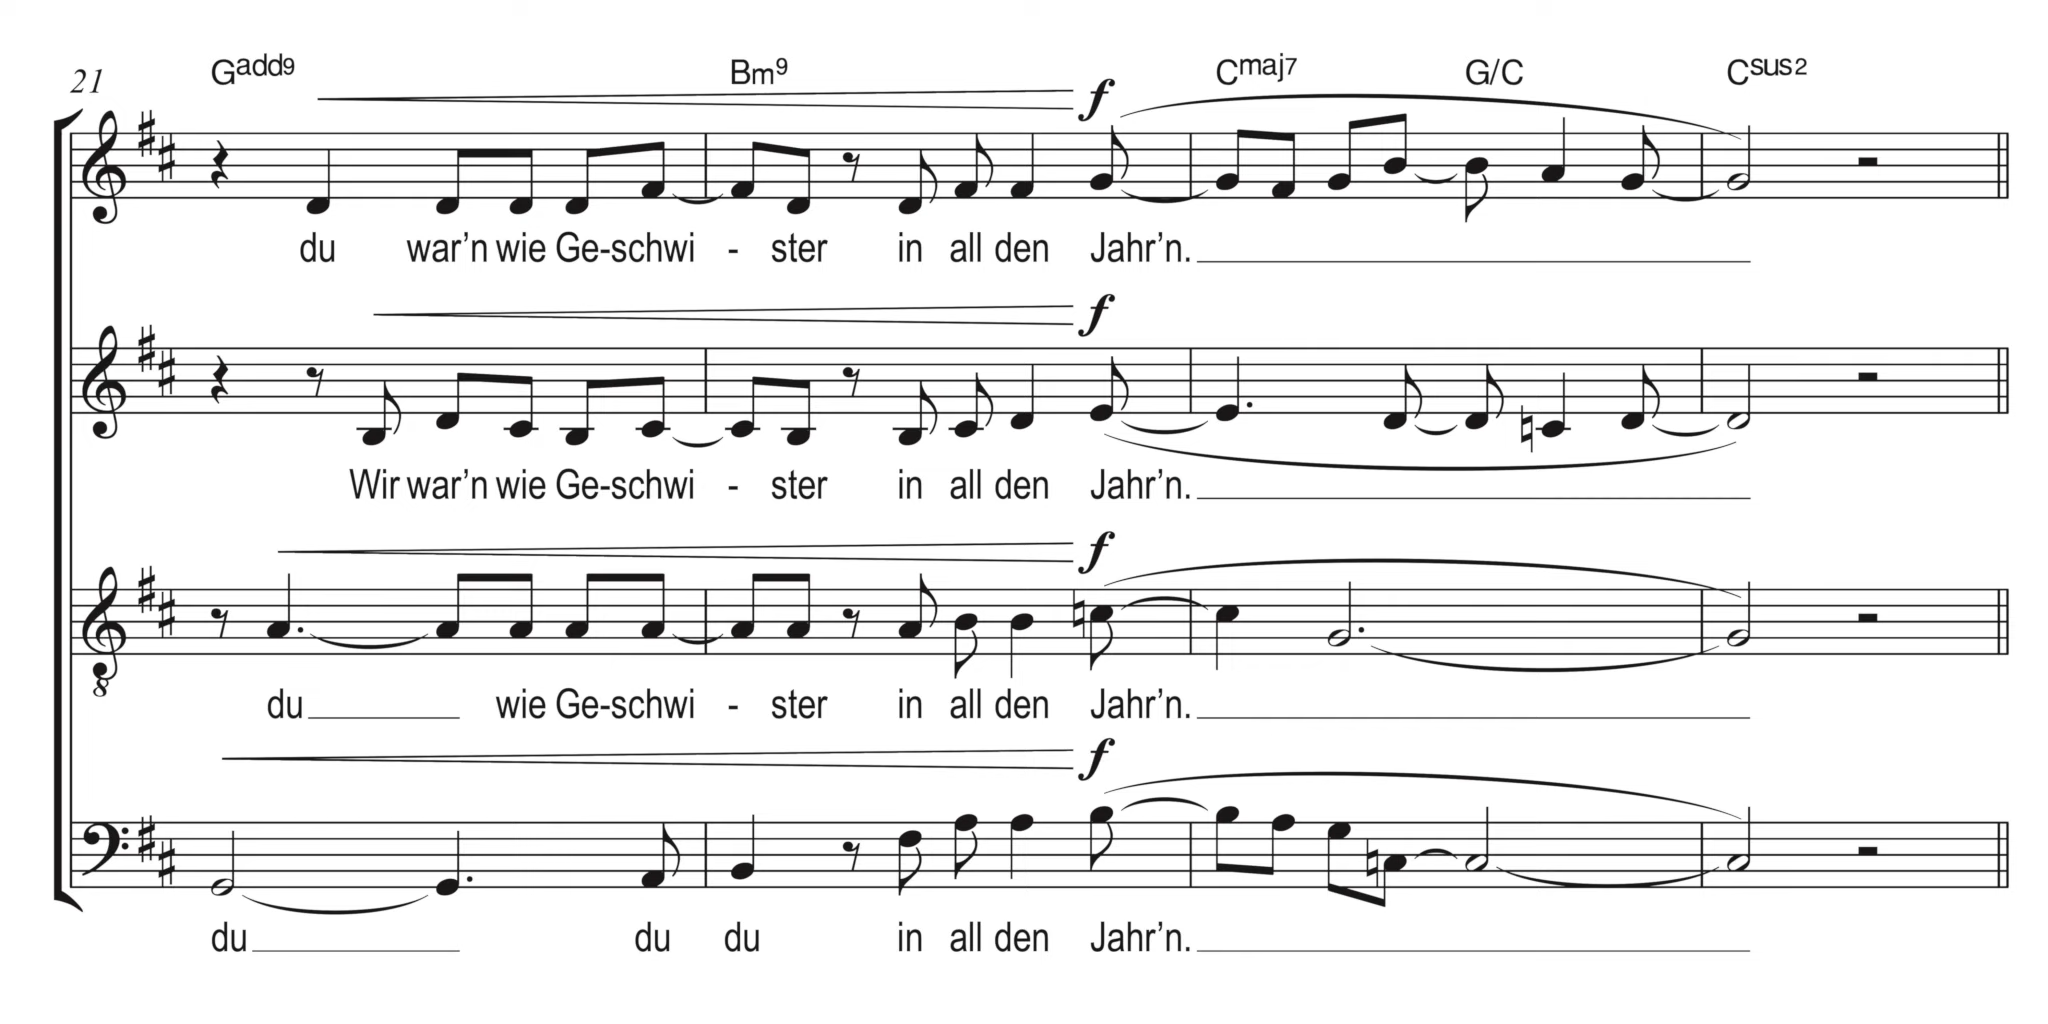 21 Gadd9 Bm9 Cmaj7 G/C Csus2
f
du war’n wie Ge-schwi - ster in all den Jahr’n.
f
Wir war’n wie Ge-schwi - ster in all den Jahr’n.
f
du wie Ge-schwi - ster in all den Jahr’n.
8
f
du du du in all den Jahr’n.